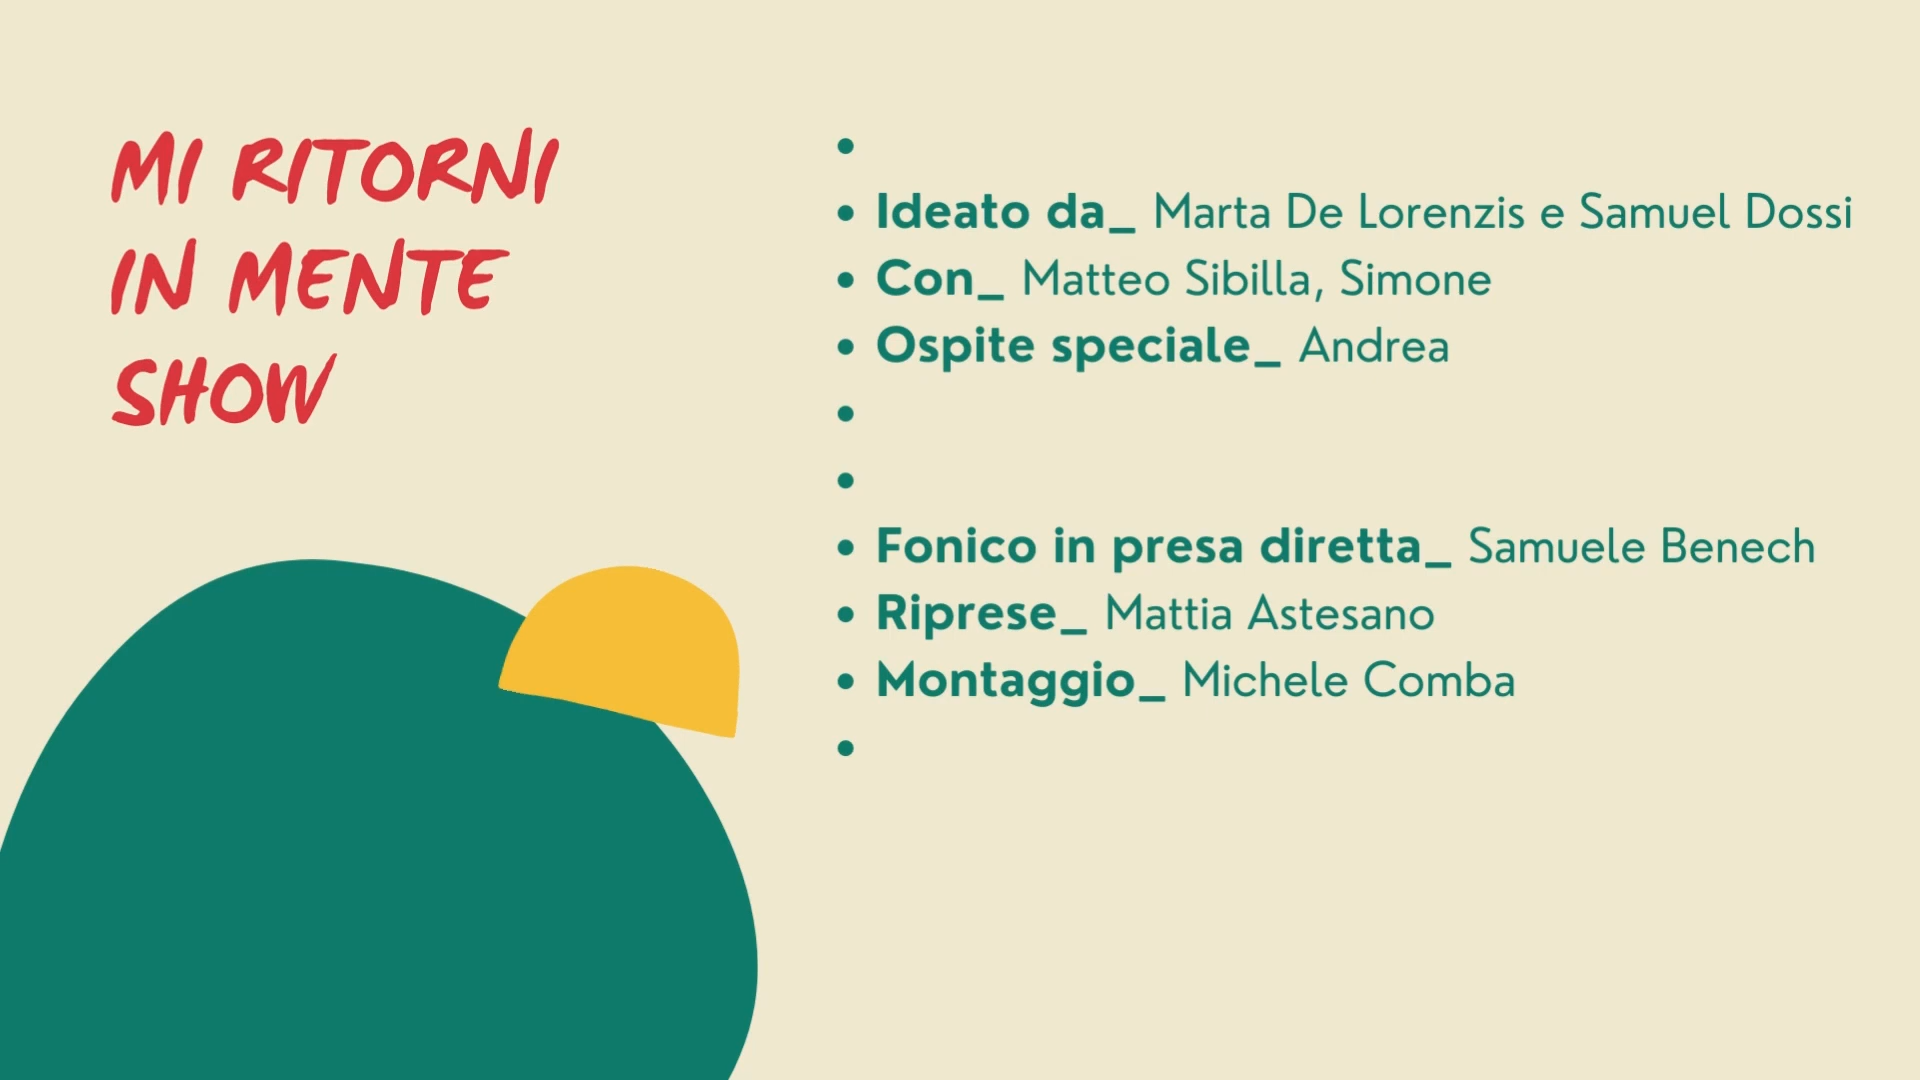 MI RITORNI
IN MENTE
SHOW
•
• Ideato da_ Marta De Lorenzis e Samuel Dossi
• Con_ Matteo Sibilla, Simone
• Ospite speciale_ Andrea
•
•
• Fonico in presa diretta_ Samuele Benech
• Riprese_ Mattia Astesano
• Montaggio_ Michele Comba
•